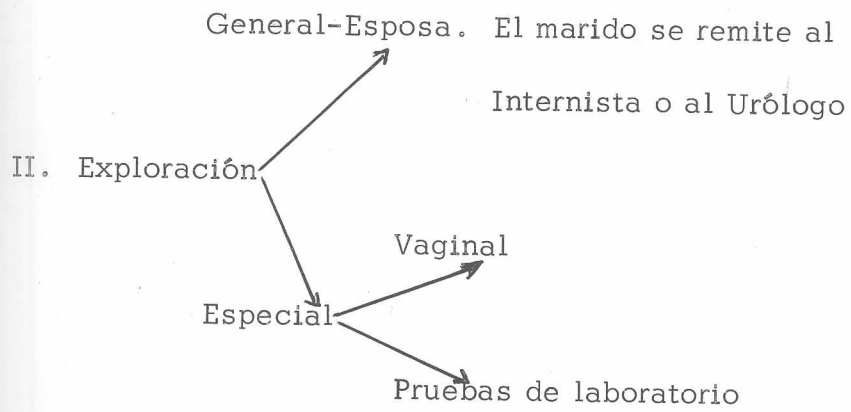 General-Esposa. El marido se remite al
Internista o al Urólogo
II. Exploración
Vaginal
Especial
Pruebas de laboratorio